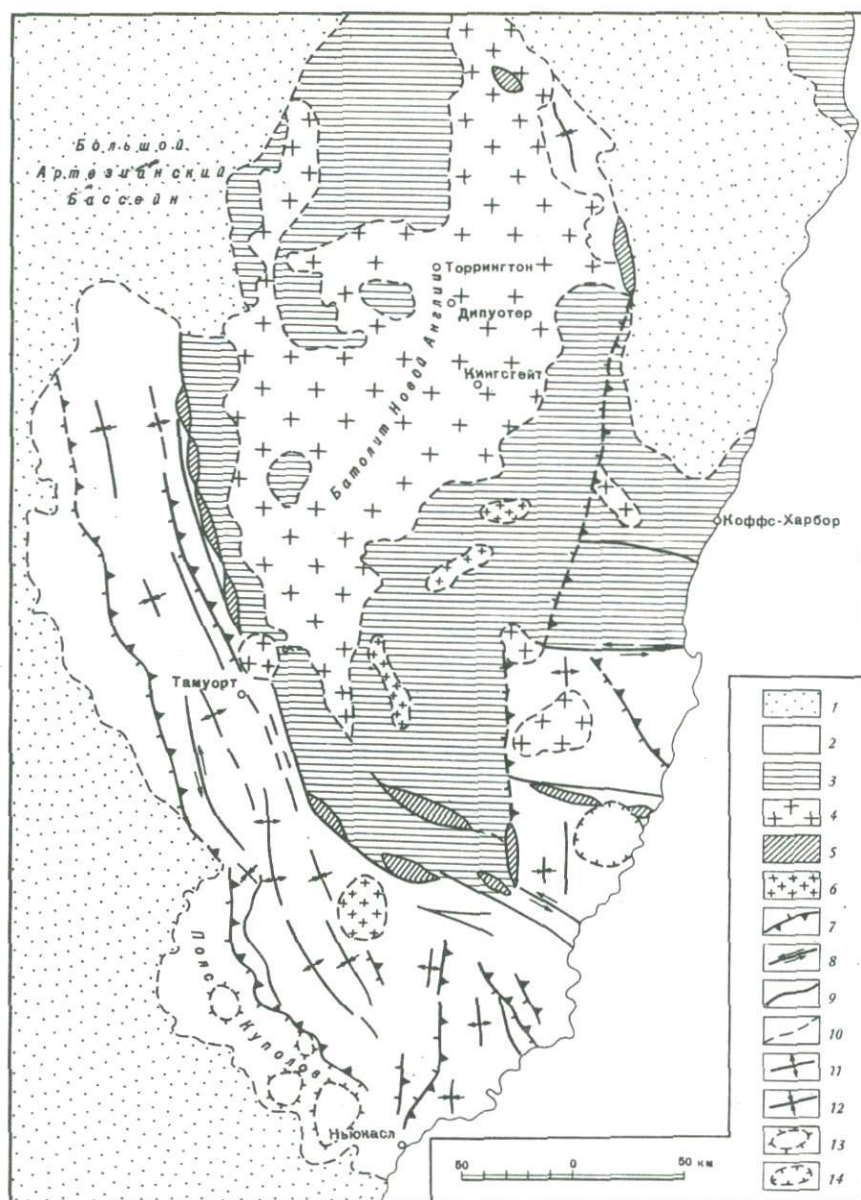 Большой
Артезианский
Бассейн
Торрингтон
Дипуотер
Кингсгейт
Батолит Новой Англии
Коффс-Харбор
Тамуорт
Пояс Куполов
Ньюкасл
1
2
3
4
5
6
7
8
9
10
11
12
13
14
50 0 50 км